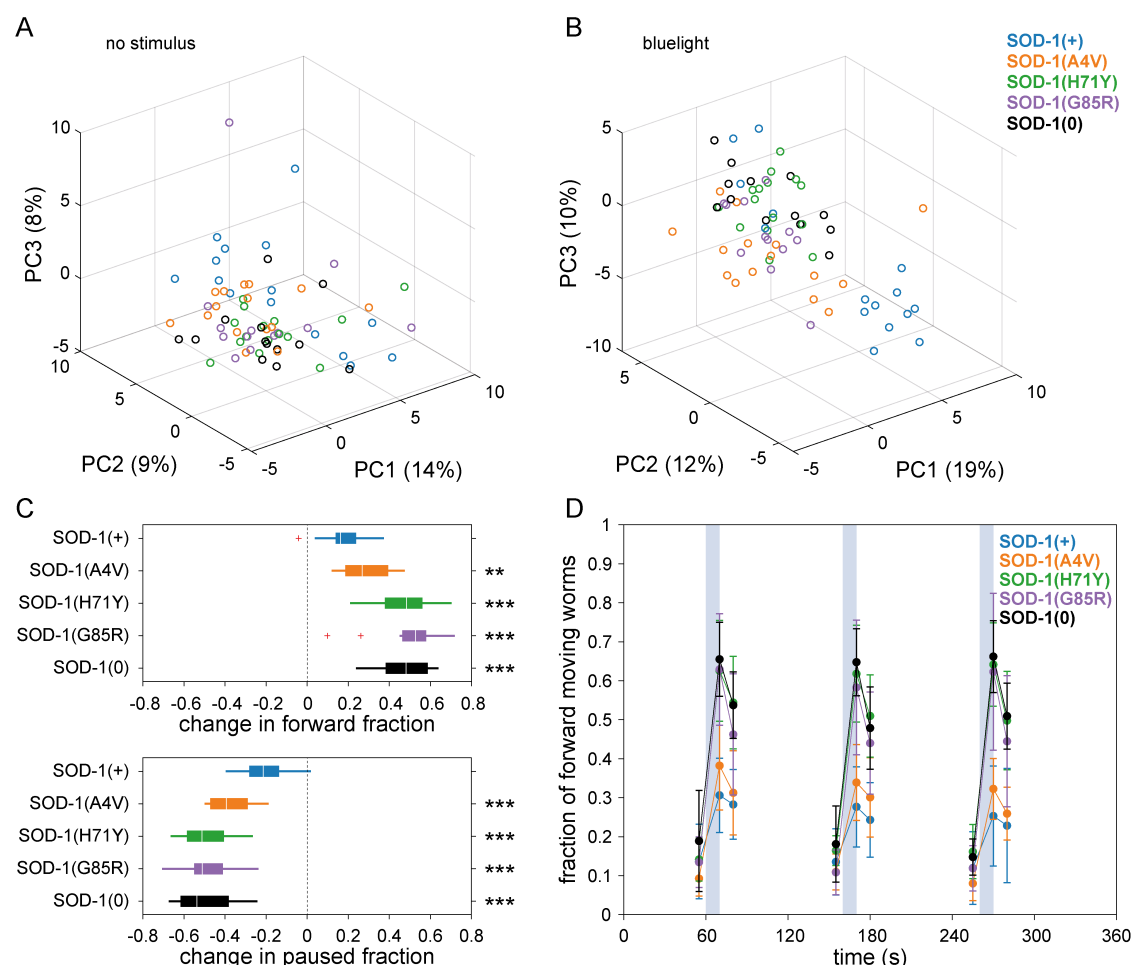 A
no stimulus
10
5
0
-5
PC3 (8%)
10
5
0
-5
PC2 (9%)
-5
0
5
10
PC1 (14%)
B
bluelight
SOD-1(+)
SOD-1(A4V)
SOD-1(H71Y)
SOD-1(G85R)
SOD-1(0)
5
0
-5
-10
PC3 (10%)
5
0
-5
PC2 (12%)
-5
0
5
10
PC1 (19%)
C
SOD-1(+)
SOD-1(A4V) **
SOD-1(H71Y) ***
SOD-1(G85R) ***
SOD-1(0) ***
-0.8 -0.6 -0.4 -0.2 0 0.2 0.4 0.6 0.8
change in forward fraction
SOD-1(+)
SOD-1(A4V) ***
SOD-1(H71Y) ***
SOD-1(G85R) ***
SOD-1(0) ***
-0.8 -0.6 -0.4 -0.2 0 0.2 0.4 0.6 0.8
change in paused fraction
D
SOD-1(+)
SOD-1(A4V)
SOD-1(H71Y)
SOD-1(G85R)
SOD-1(0)
1
0.9
0.8
0.7
0.6
0.5
0.4
0.3
0.2
0.1
0
fraction of forward moving worms
0 60 120 180 240 300 360
time (s)